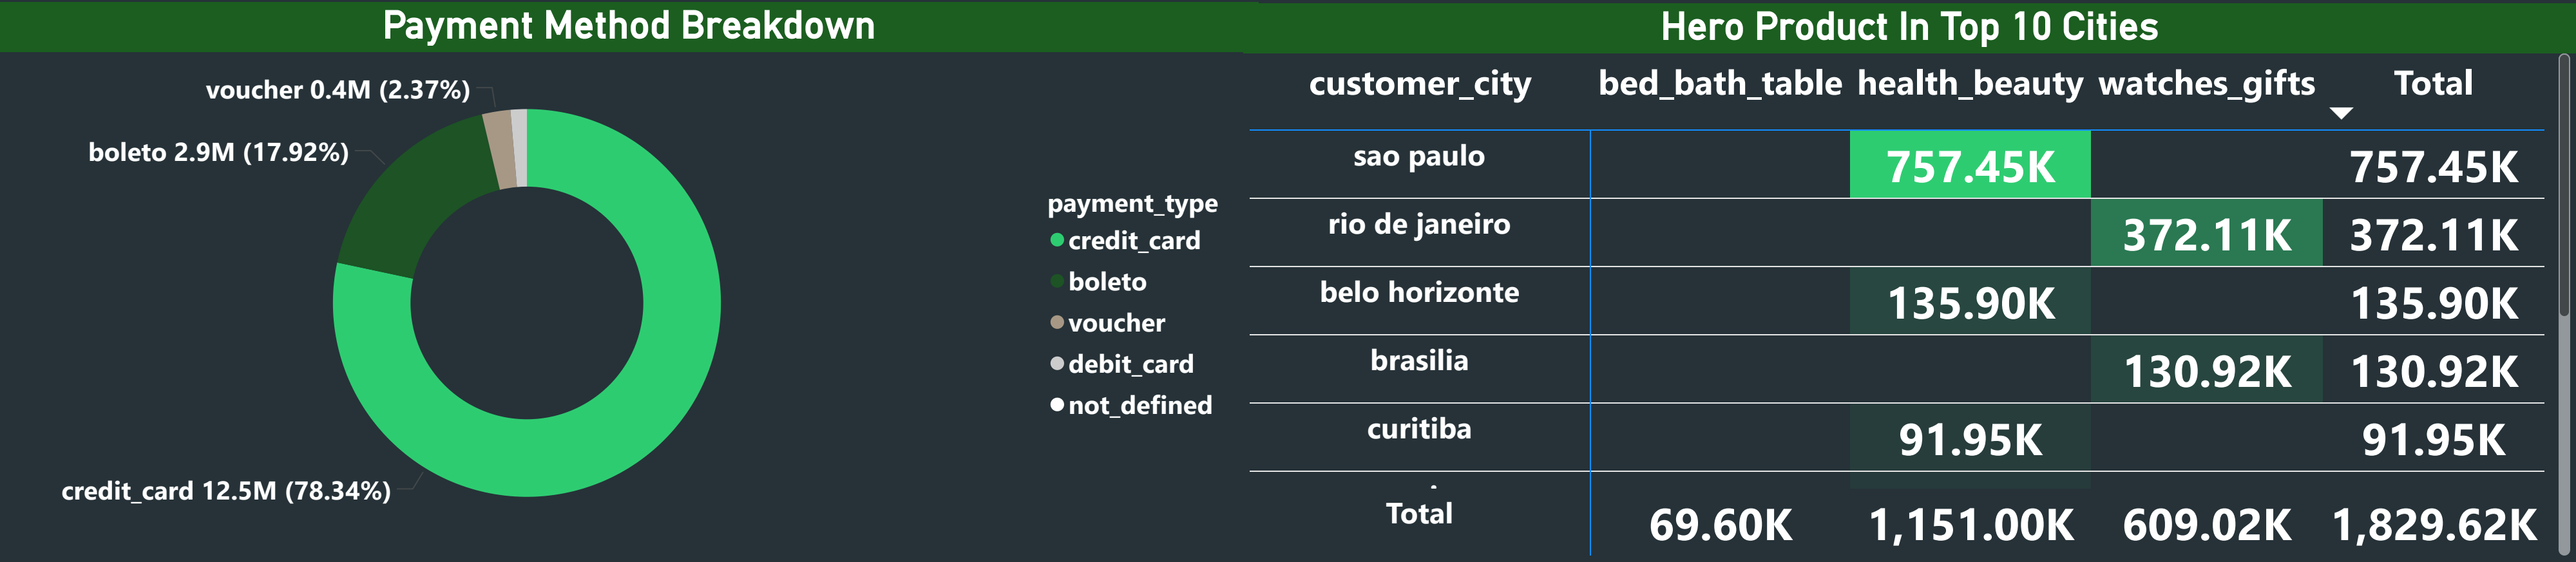 Payment Method Breakdown
voucher 0.4M (2.37%)
boleto 2.9M (17.92%)
credit_card 12.5M (78.34%)
payment_type
credit_card
boleto
voucher
debit_card
not_defined
Hero Product In Top 10 Cities
customer_city bed_bath_table health_beauty watches_gifts Total
sao paulo 757.45K 757.45K
rio de janeiro 372.11K 372.11K
belo horizonte 135.90K 135.90K
brasilia 130.92K 130.92K
curitiba 91.95K 91.95K
Total 69.60K 1,151.00K 609.02K 1,829.62K